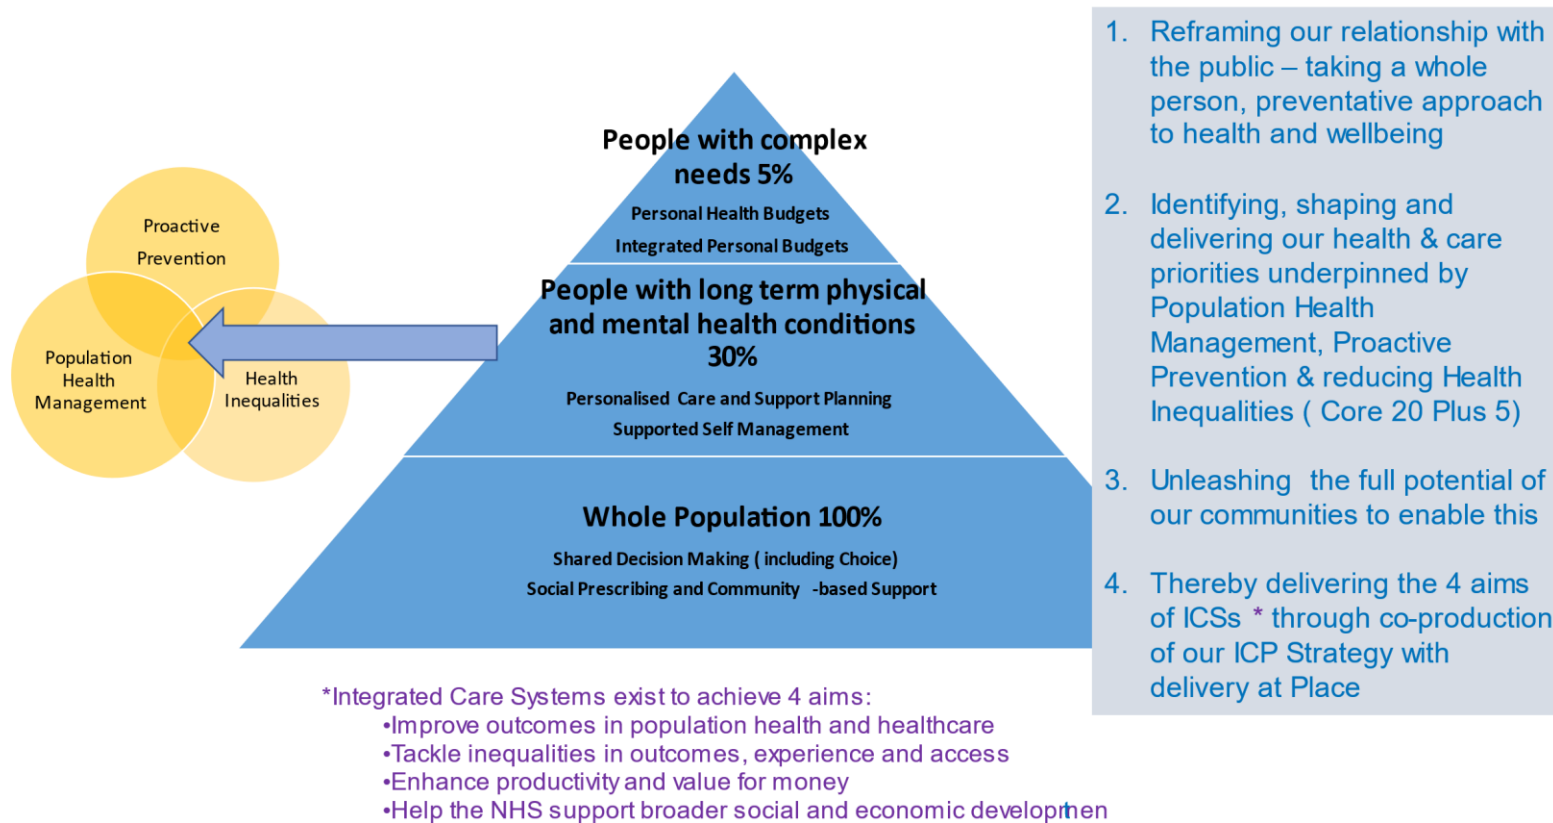 Proactive
Prevention
Population
Health
Management
Health
Inequalities
People with complex
needs 5%
Personal Health Budgets
Integrated Personal Budgets
People with long term physical
and mental health conditions
30%
Personalised Care and Support Planning
Supported Self Management
Whole Population 100%
Shared Decision Making ( including Choice)
Social Prescribing and Community -based Support
1. Reframing our relationship with
the public – taking a whole
person, preventative approach
to health and wellbeing
2. Identifying, shaping and
delivering our health & care
priorities underpinned by
Population Health
Management, Proactive
Prevention & reducing Health
Inequalities ( Core 20 Plus 5)
3. Unleashing the full potential of
our communities to enable this
4. Thereby delivering the 4 aims
of ICSs * through co-production
of our ICP Strategy with
delivery at Place
*Integrated Care Systems exist to achieve 4 aims:
•Improve outcomes in population health and healthcare
•Tackle inequalities in outcomes, experience and access
•Enhance productivity and value for money
•Help the NHS support broader social and economic